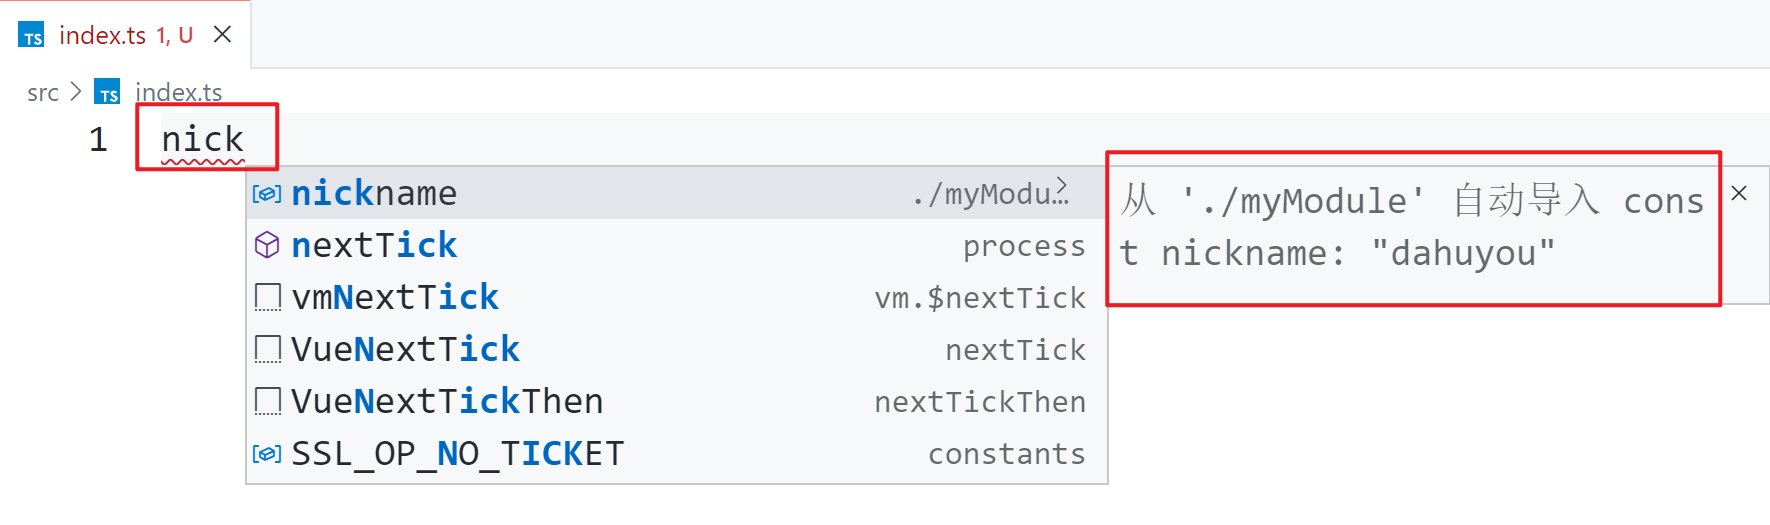 TS index.ts 1, U
src > TS index.ts
1 nick
nickname ./myModu…
nextTick process
vmNextTick vm.$nextTick
VueNextTick nextTick
VueNextTickThen nextTickThen
SSL_OP_NO_TICKET constants
从 './myModule' 自动导入 cons
t nickname: "dahuyou"